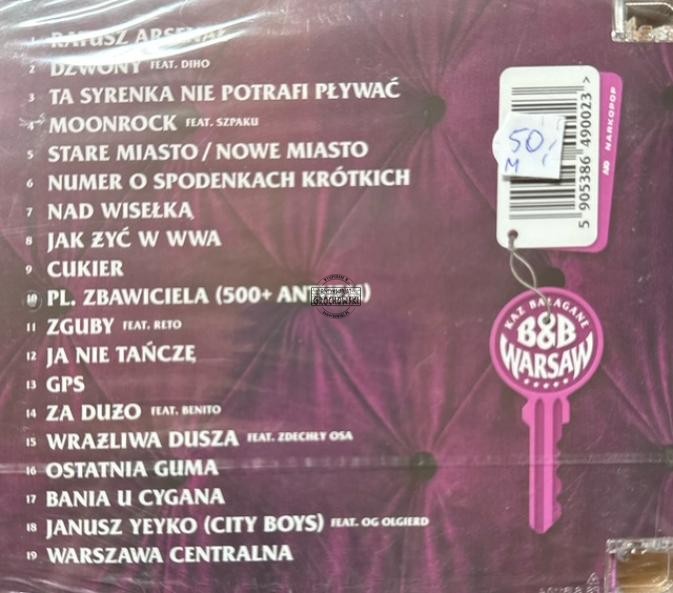 1 RATUSZ ARSENAŁ
2 DZWONY FEAT. DIHO
3 TA SYRENKA NIE POTRAFI PŁYWAĆ
4 MOONROCK FEAT. SZPAKU
5 STARE MIASTO / NOWE MIASTO
6 NUMER O SPODENKACH KRÓTKICH
7 NAD WISEŁKĄ
8 JAK ŻYĆ W WWA
9 CUKIER
10 PL. ZBAWICIELA (500+ AN
11 ZGUBY FEAT. RETO
12 JA NIE TAŃCZĘ
13 GPS
14 ZA DUŻO FEAT. BENITO
15 WRAŻLIWA DUSZA FEAT. ZDECHŁY OSA
16 OSTATNIA GUMA
17 BANIA U CYGANA
18 JANUSZ YEYKO (CITY BOYS) FEAT. OG OLGIERD
19 WARSZAWA CENTRALNA
50,-
M
5 905386 490023 >
NARKOPOP
KAZ BAŁAGANE
B&B
WARSAW
GROCHOWSKI